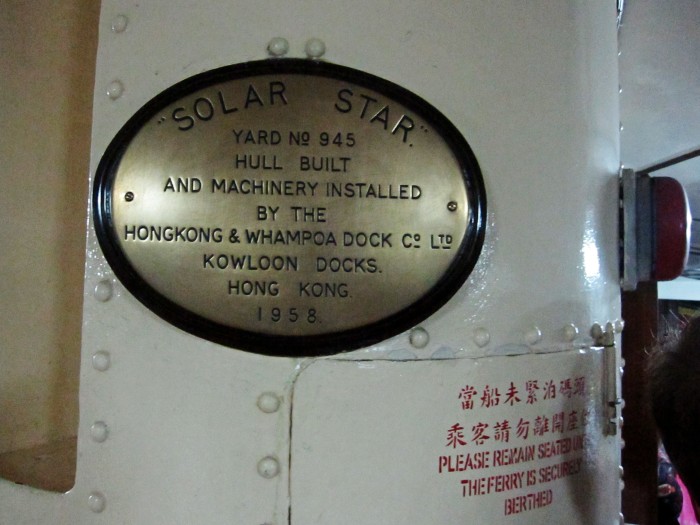 "SOLAR STAR."
YARD Nº 945
HULL BUILT
AND MACHINERY INSTALLED
BY THE
HONGKONG & WHAMPOA DOCK Cº LTD
KOWLOON DOCKS.
HONG KONG.
1958.
當船未緊泊碼頭
乘客請勿離開座
PLEASE REMAIN SEATED
THE FERRY IS SECURELY
BERTHED